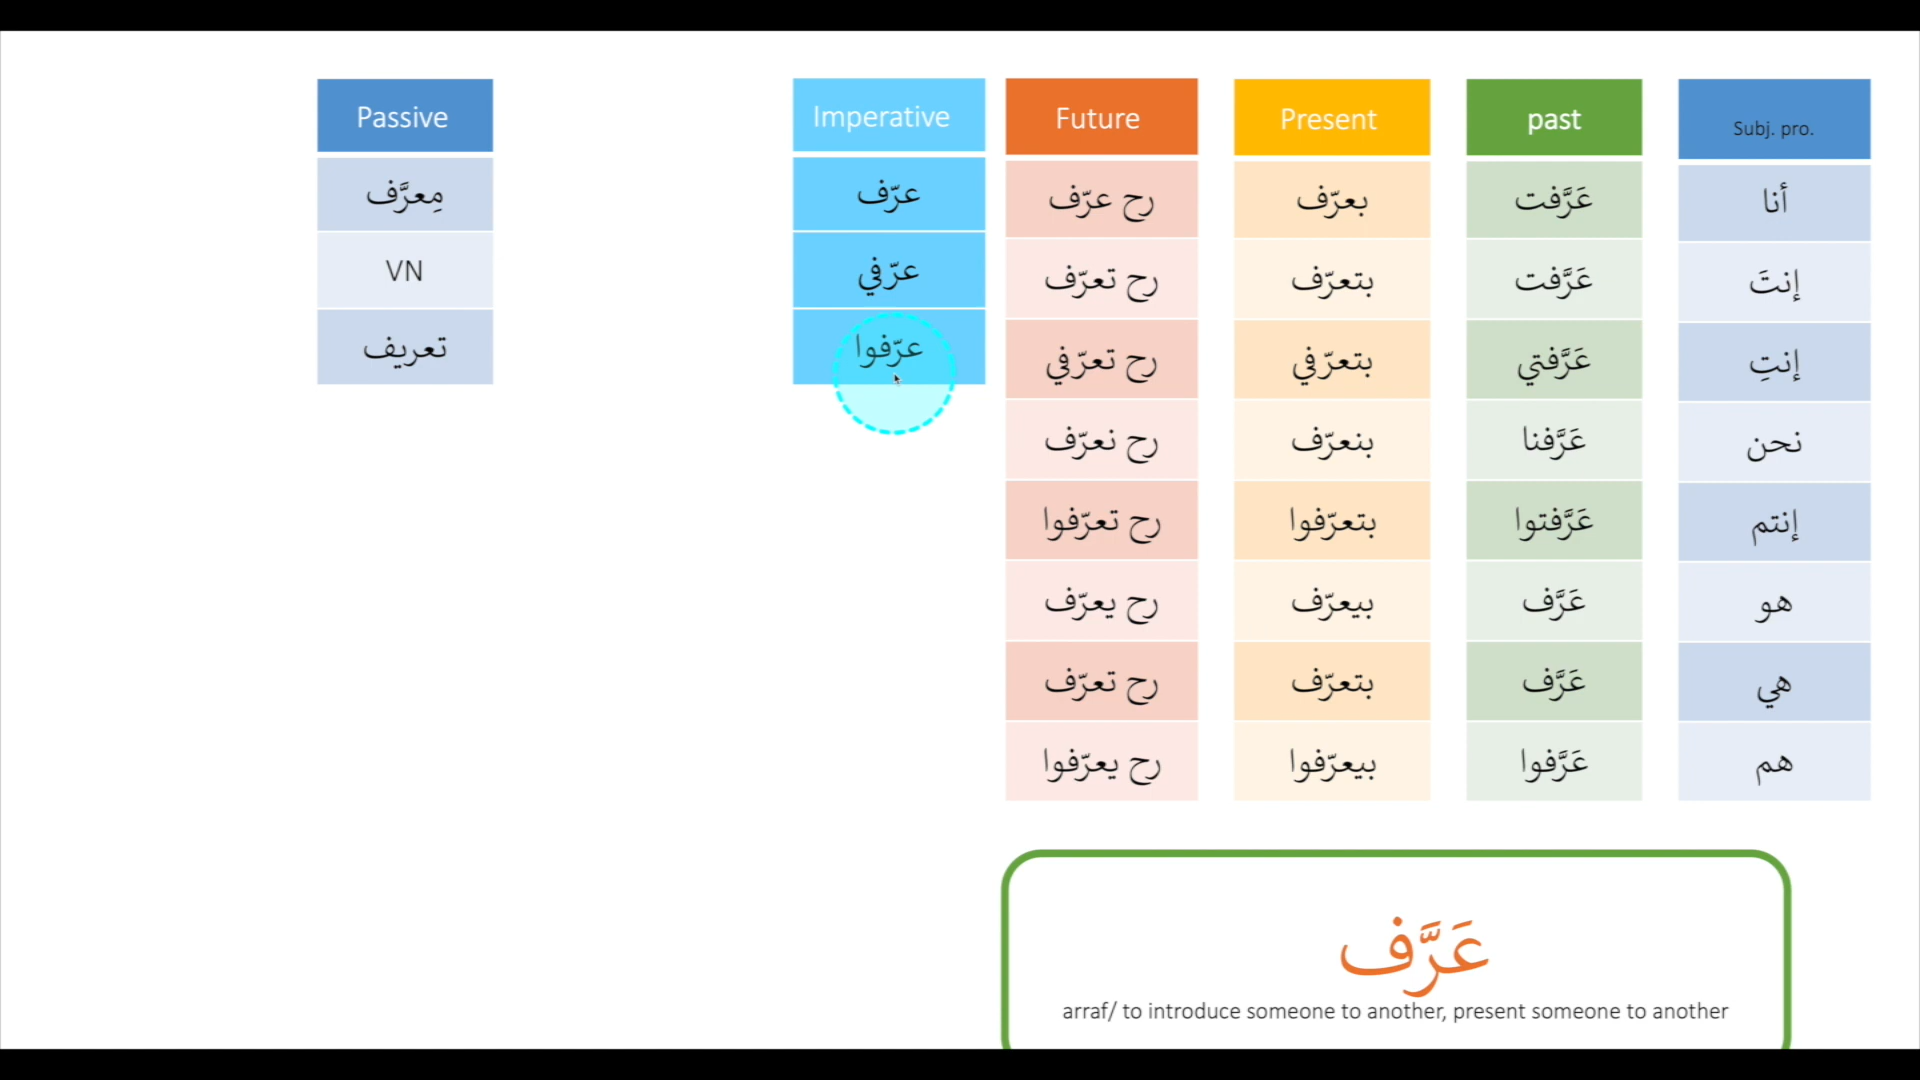 Subj. pro.
past
Present
Future
Imperative
Passive
أنا
عَرَّفت
بعرّف
رح عرّف
عرّف
مِعرَّف
إنتَ
عَرَّفت
بتعرّف
رح تعرّف
عرّفي
VN
إنتِ
عَرَّفتي
بتعرّفي
رح تعرّفي
عرّفوا
تعريف
نحن
عَرَّفنا
بنعرّف
رح نعرّف
إنتم
عَرَّفتوا
بتعرّفوا
رح تعرّفوا
هو
عَرَّف
بيعرّف
رح يعرّف
هي
عَرَّف
بتعرّف
رح تعرّف
هم
عَرَّفوا
بيعرّفوا
رح يعرّفوا
عَرَّف
arraf/ to introduce someone to another, present someone to another